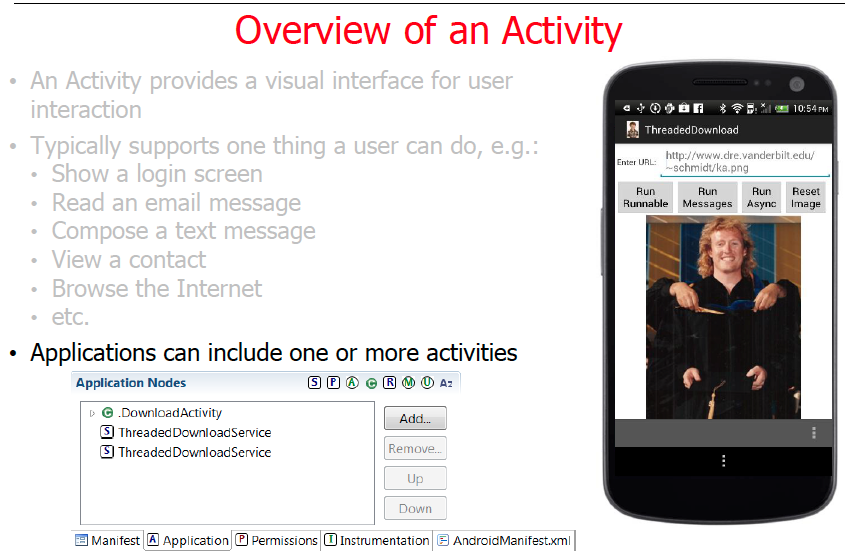 Overview of an Activity
• An Activity provides a visual interface for user
interaction
• Typically supports one thing a user can do, e.g.:
• Show a login screen
• Read an email message
• Compose a text message
• View a contact
• Browse the Internet
• etc.
• Applications can include one or more activities
Application Nodes
S P A C R M U Az
C .DownloadActivity
S ThreadedDownloadService
S ThreadedDownloadService
Add...
Remove...
Up
Down
Manifest
A Application
P Permissions
I Instrumentation
AndroidManifest.xml
10:54 PM
ThreadedDownload
Enter URL:
http://www.dre.vanderbilt.edu/
~schmidt/ka.png
Run
Runnable
Run
Messages
Run
Async
Reset
Image